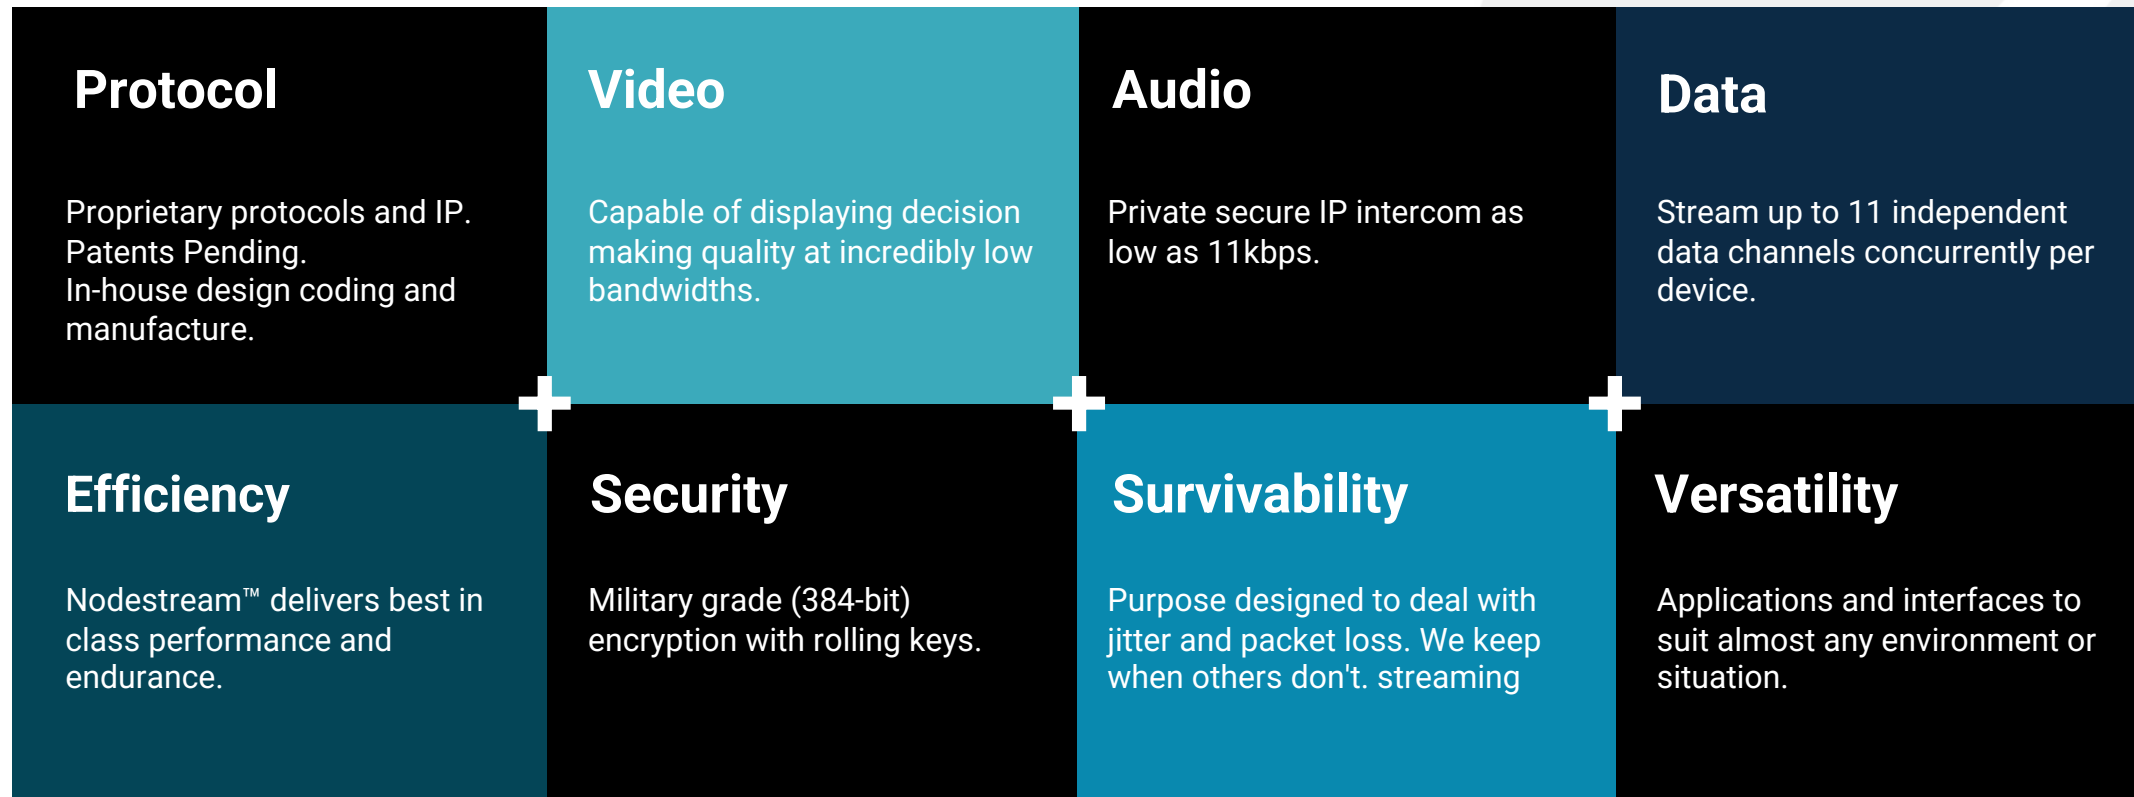 Protocol
Proprietary protocols and IP.
Patents Pending.
In-house design coding and
manufacture.
Video
Capable of displaying decision
making quality at incredibly low
bandwidths.
Audio
Private secure IP intercom as
low as 11kbps.
Data
Stream up to 11 independent
data channels concurrently per
device.
Efficiency
Nodestream™ delivers best in
class performance and
endurance.
Security
Military grade (384-bit)
encryption with rolling keys.
Survivability
Purpose designed to deal with
jitter and packet loss. We keep
when others don't. streaming
Versatility
Applications and interfaces to
suit almost any environment or
situation.